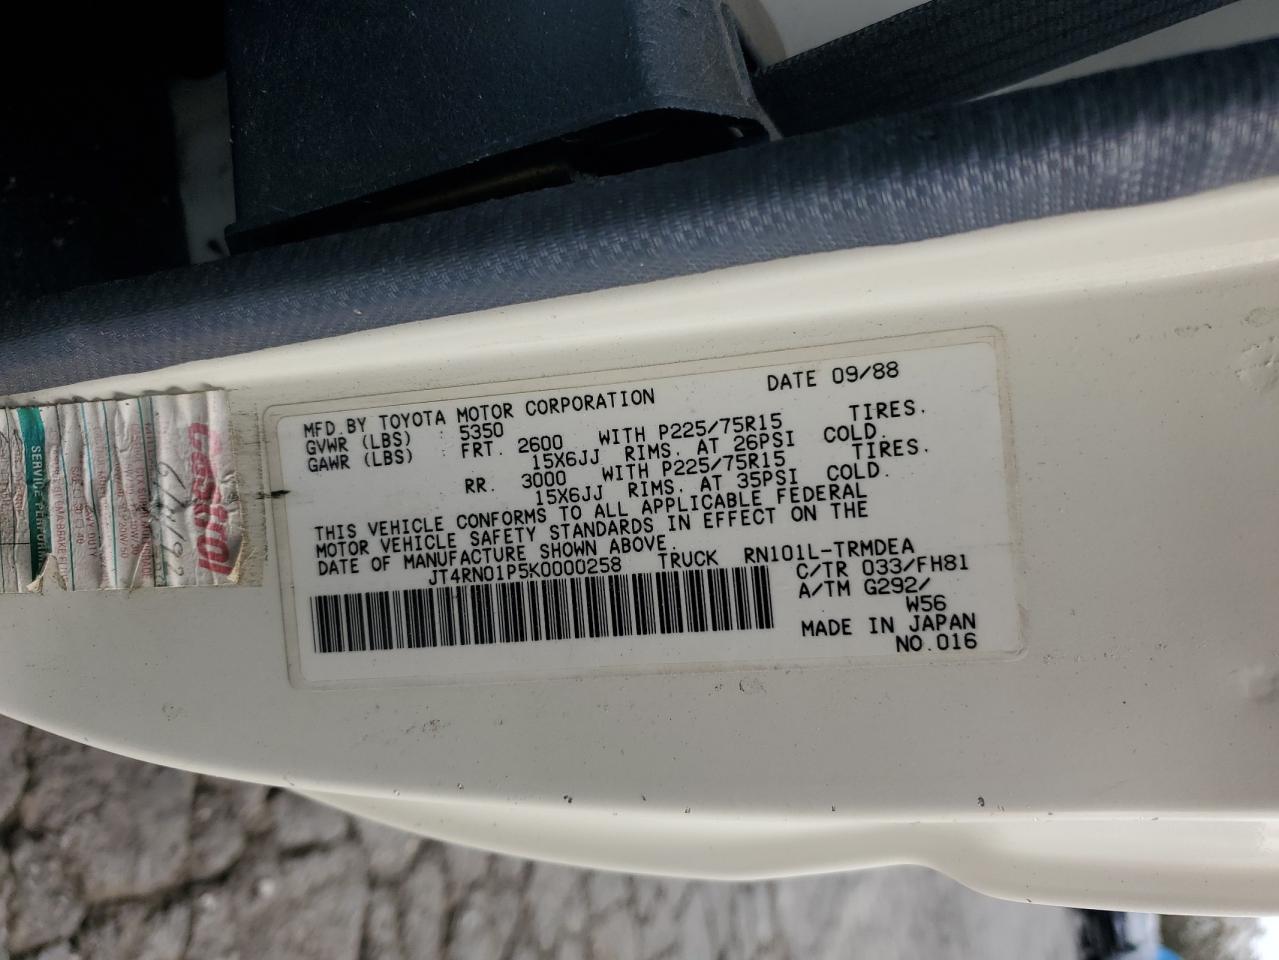 MFD. BY TOYOTA MOTOR CORPORATION DATE 09/88
GVWR (LBS) 5350
GAWR (LBS) FRT. 2600 WITH P225/75R15 TIRES.
15X6JJ RIMS. AT 26PSI COLD.
RR. 3000 WITH P225/75R15 TIRES.
15X6JJ RIMS. AT 35PSI COLD.
THIS VEHICLE CONFORMS TO ALL APPLICABLE FEDERAL
MOTOR VEHICLE SAFETY STANDARDS IN EFFECT ON THE
DATE OF MANUFACTURE SHOWN ABOVE.
JT4RN01P5K0000258 TRUCK RN101L-TRMDEA
C/TR 033/FH81
A/TM G292/
W56
MADE IN JAPAN
NO.016
Castrol